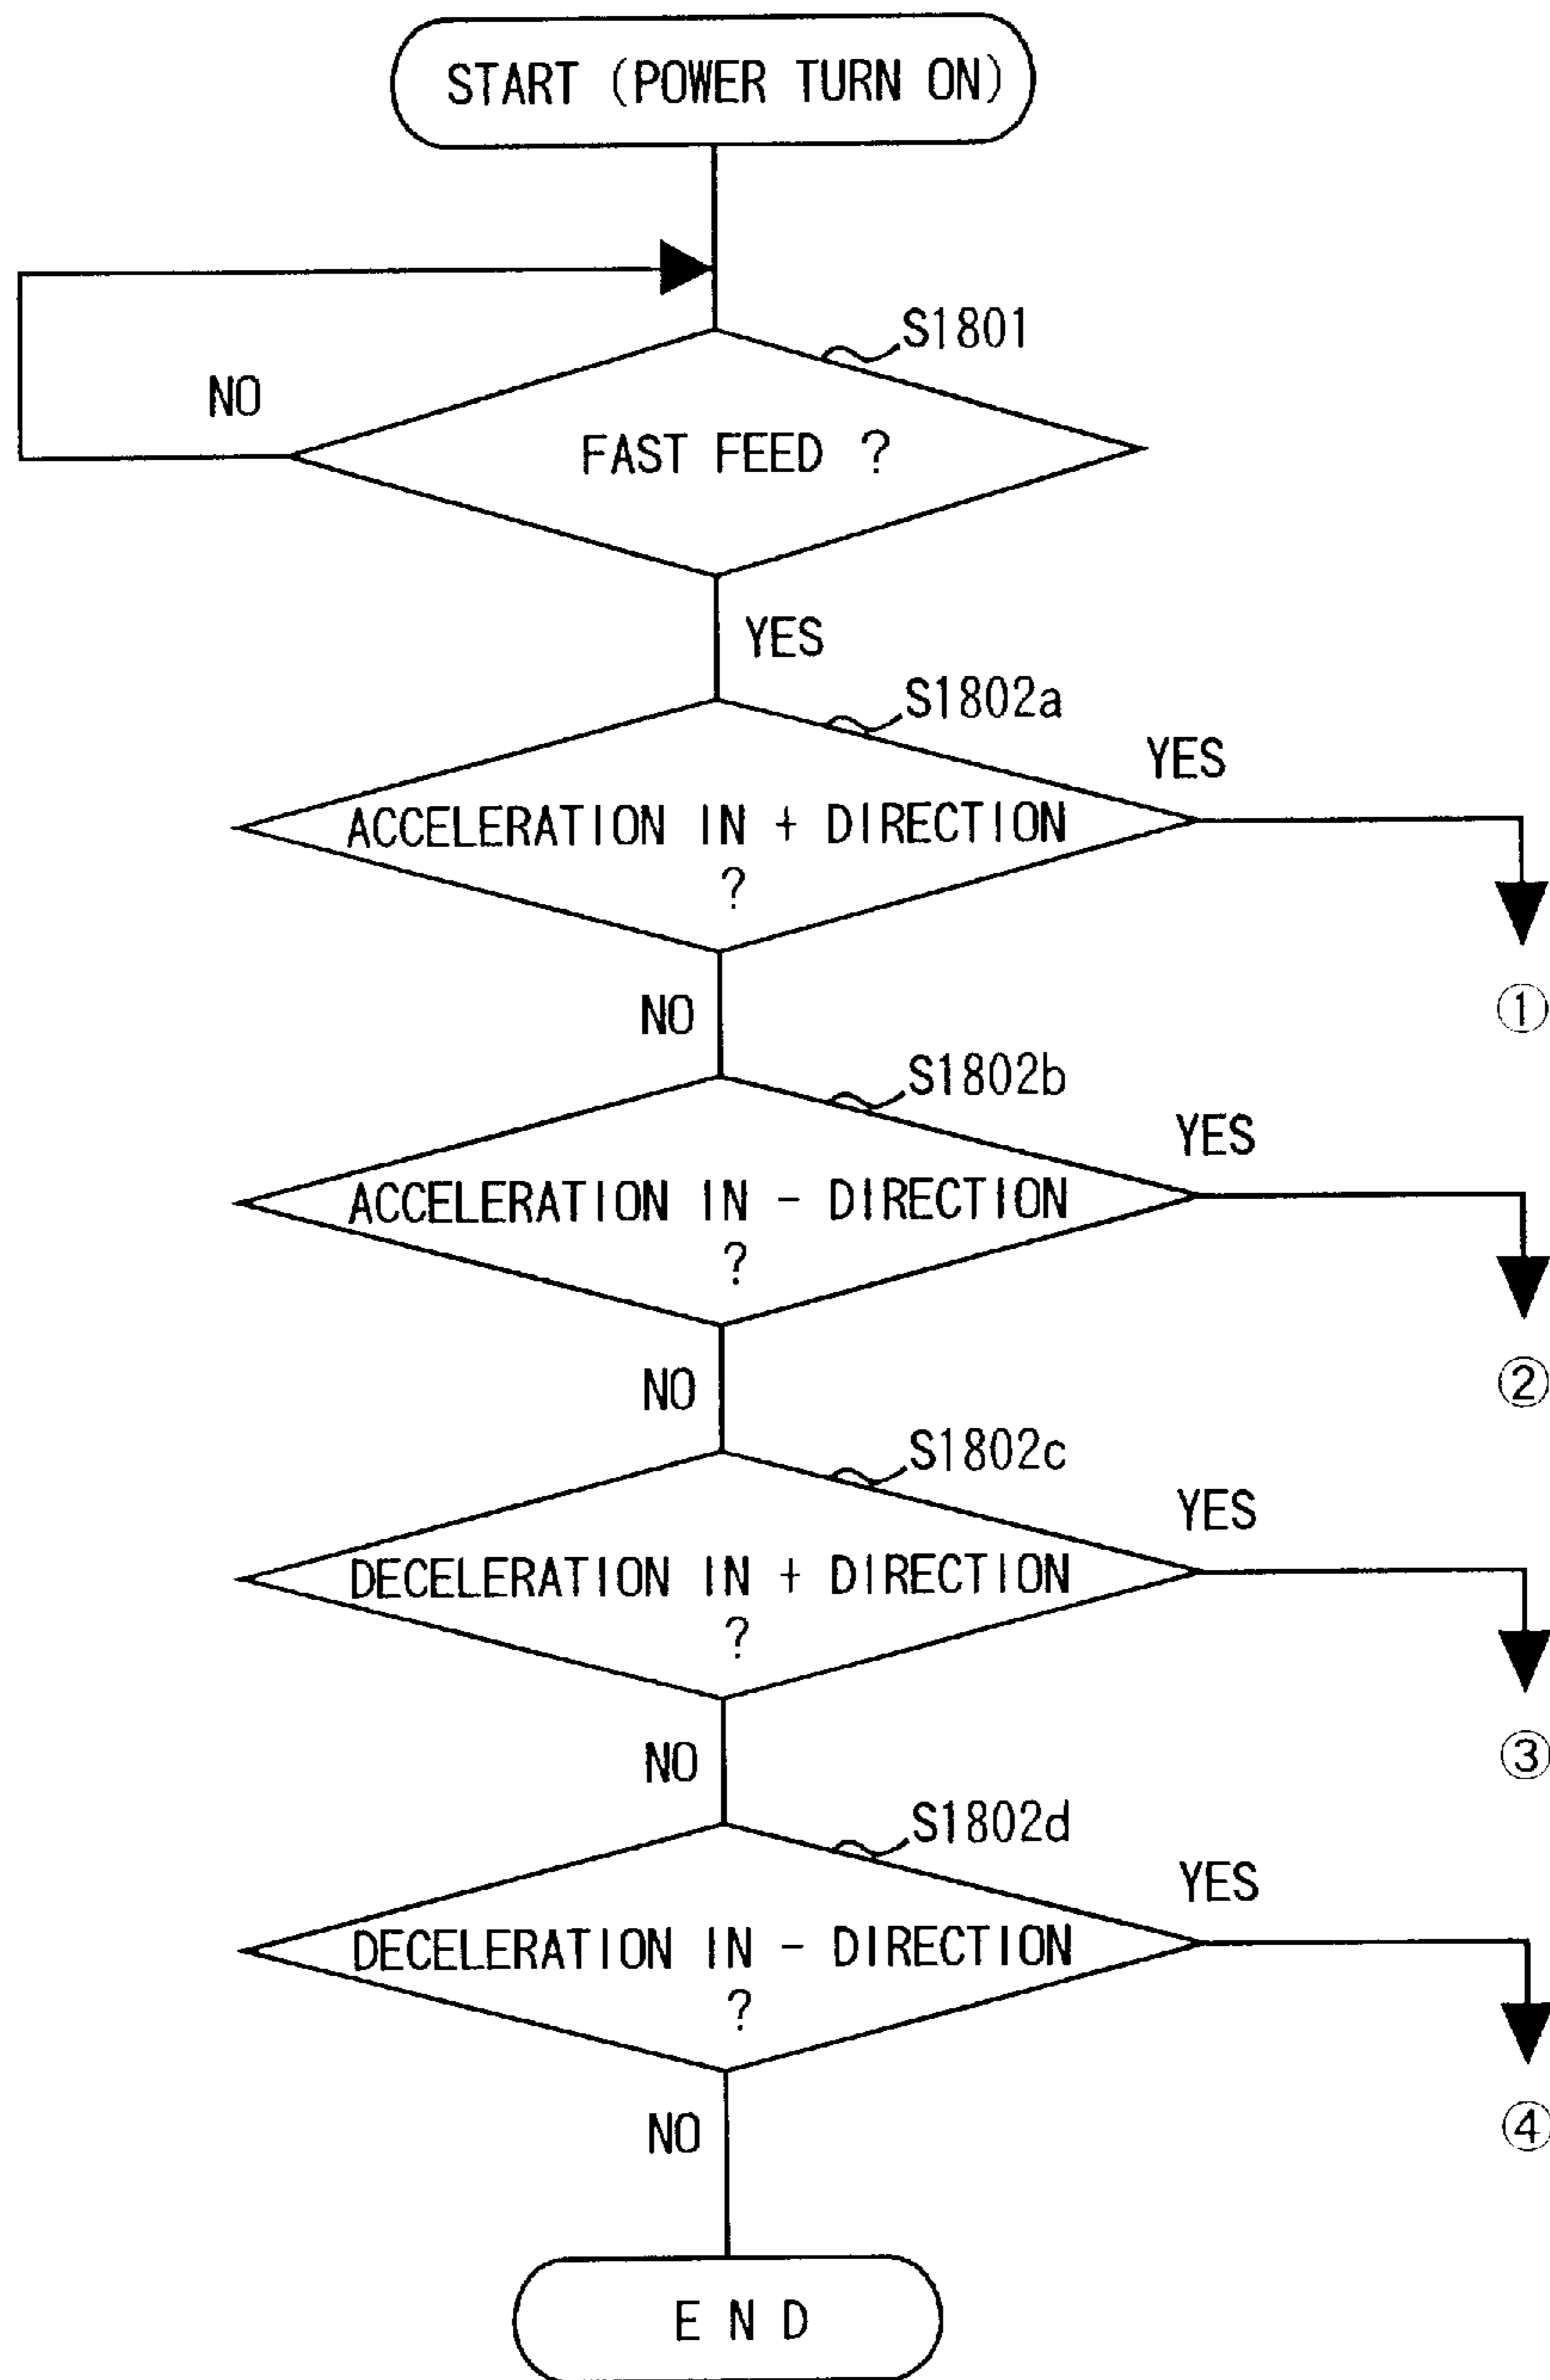 START (POWER TURN ON)
S1801
NO
FAST FEED ?
YES
S1802a
YES
ACCELERATION IN + DIRECTION
?
①
NO
S1802b
YES
ACCELERATION IN - DIRECTION
?
②
NO
S1802c
YES
DECELERATION IN + DIRECTION
?
③
NO
S1802d
YES
DECELERATION IN - DIRECTION
?
④
NO
E N D